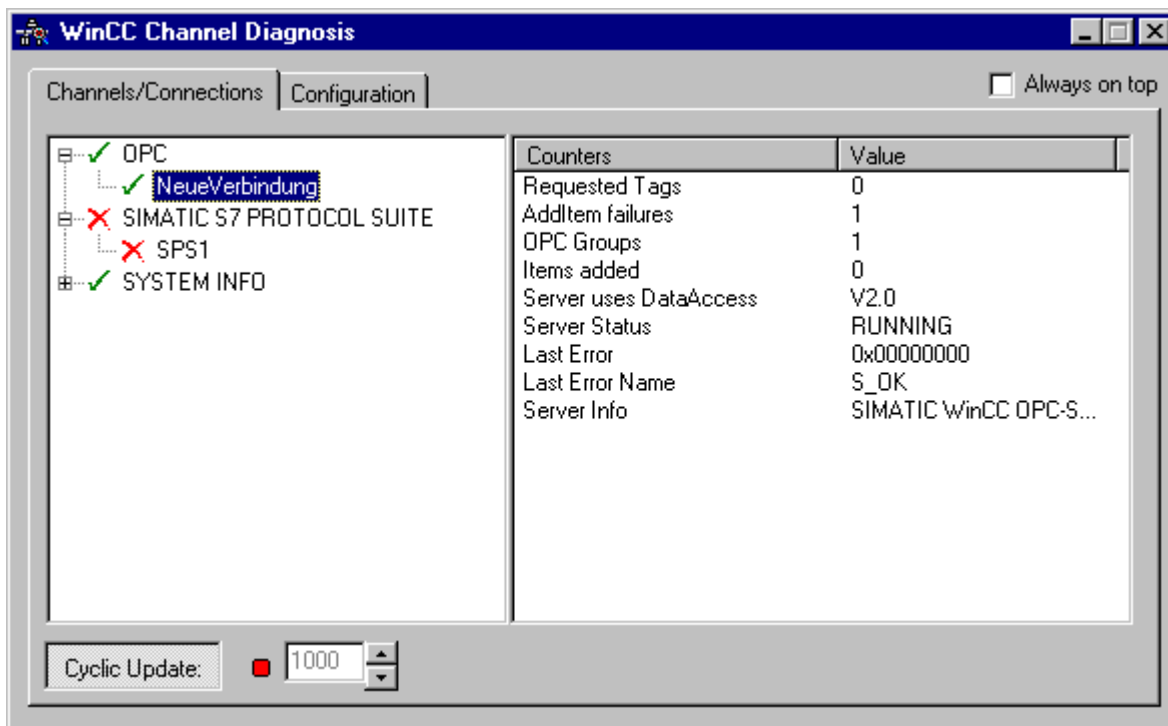 WinCC Channel Diagnosis
Channels/Connections Configuration Always on top
OPC
NeueVerbindung
SIMATIC S7 PROTOCOL SUITE
SPS1
SYSTEM INFO
Counters Value
Requested Tags 0
AddItem failures 1
OPC Groups 1
Items added 0
Server uses DataAccess V2.0
Server Status RUNNING
Last Error 0x00000000
Last Error Name S_OK
Server Info SIMATIC WinCC OPC-S...
Cyclic Update: 1000